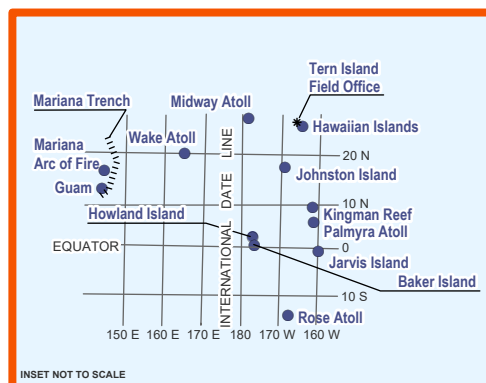 Tern Island
Field Office
Midway Atoll
Mariana Trench
Hawaiian Islands
Wake Atoll
Mariana
Arc of Fire
20 N
Johnston Island
Guam
INTERNATIONAL DATE LINE
10 N
Howland Island
Kingman Reef
Palmyra Atoll
EQUATOR
0
Jarvis Island
Baker Island
10 S
Rose Atoll
150 E 160 E 170 E 180 170 W 160 W
INSET NOT TO SCALE